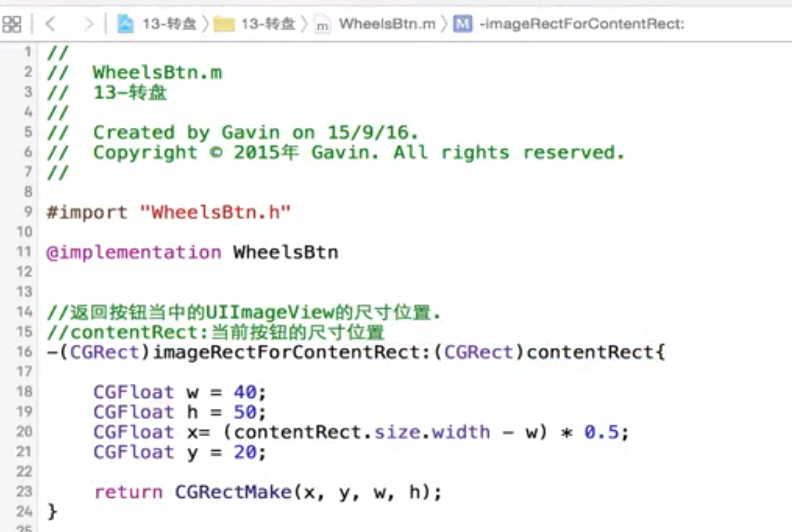 13-转盘 〉 13-转盘 〉 m WheelsBtn.m 〉 M -imageRectForContentRect:
1 //
2 //  WheelsBtn.m
3 //  13-转盘
4 //
5 //  Created by Gavin on 15/9/16.
6 //  Copyright © 2015年 Gavin. All rights reserved.
7 //
8
9 #import "WheelsBtn.h"
10
11 @implementation WheelsBtn
12
13
14 //返回按钮当中的UIImageView的尺寸位置.
15 //contentRect:当前按钮的尺寸位置
16 -(CGRect)imageRectForContentRect:(CGRect)contentRect{
17
18     CGFloat w = 40;
19     CGFloat h = 50;
20     CGFloat x= (contentRect.size.width - w) * 0.5;
21     CGFloat y = 20;
22
23     return CGRectMake(x, y, w, h);
24 }
25